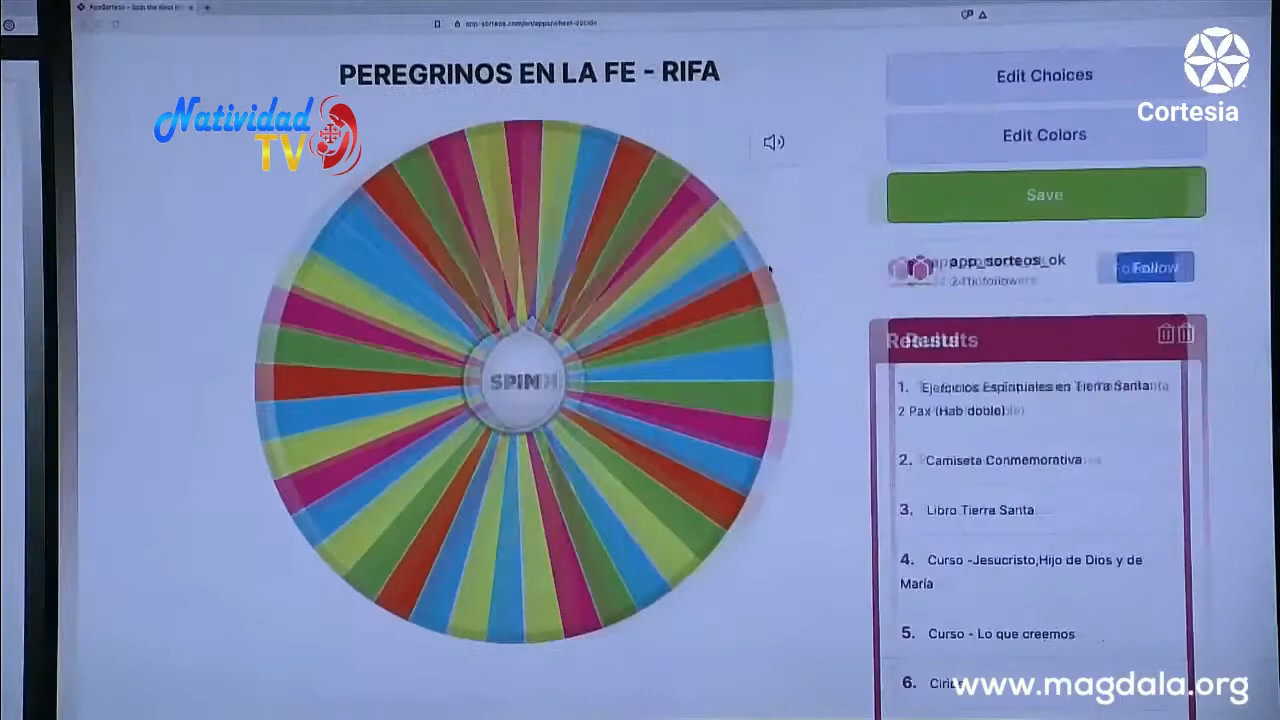 PEREGRINOS EN LA FE - RIFA
Natividad
TV
Edit Choices
Cortesia
Edit Colors
Save
app_sorteos_ok
Follow
SPIN
Results
1. Ejercicios Espirituales en Tierra Santa
2 Pax (Hab doble)
2. Camiseta Conmemorativa
3. Libro Tierra Santa
4. Curso -Jesucristo,Hijo de Dios y de
María
5. Curso - Lo que creemos
6.
www.magdala.org